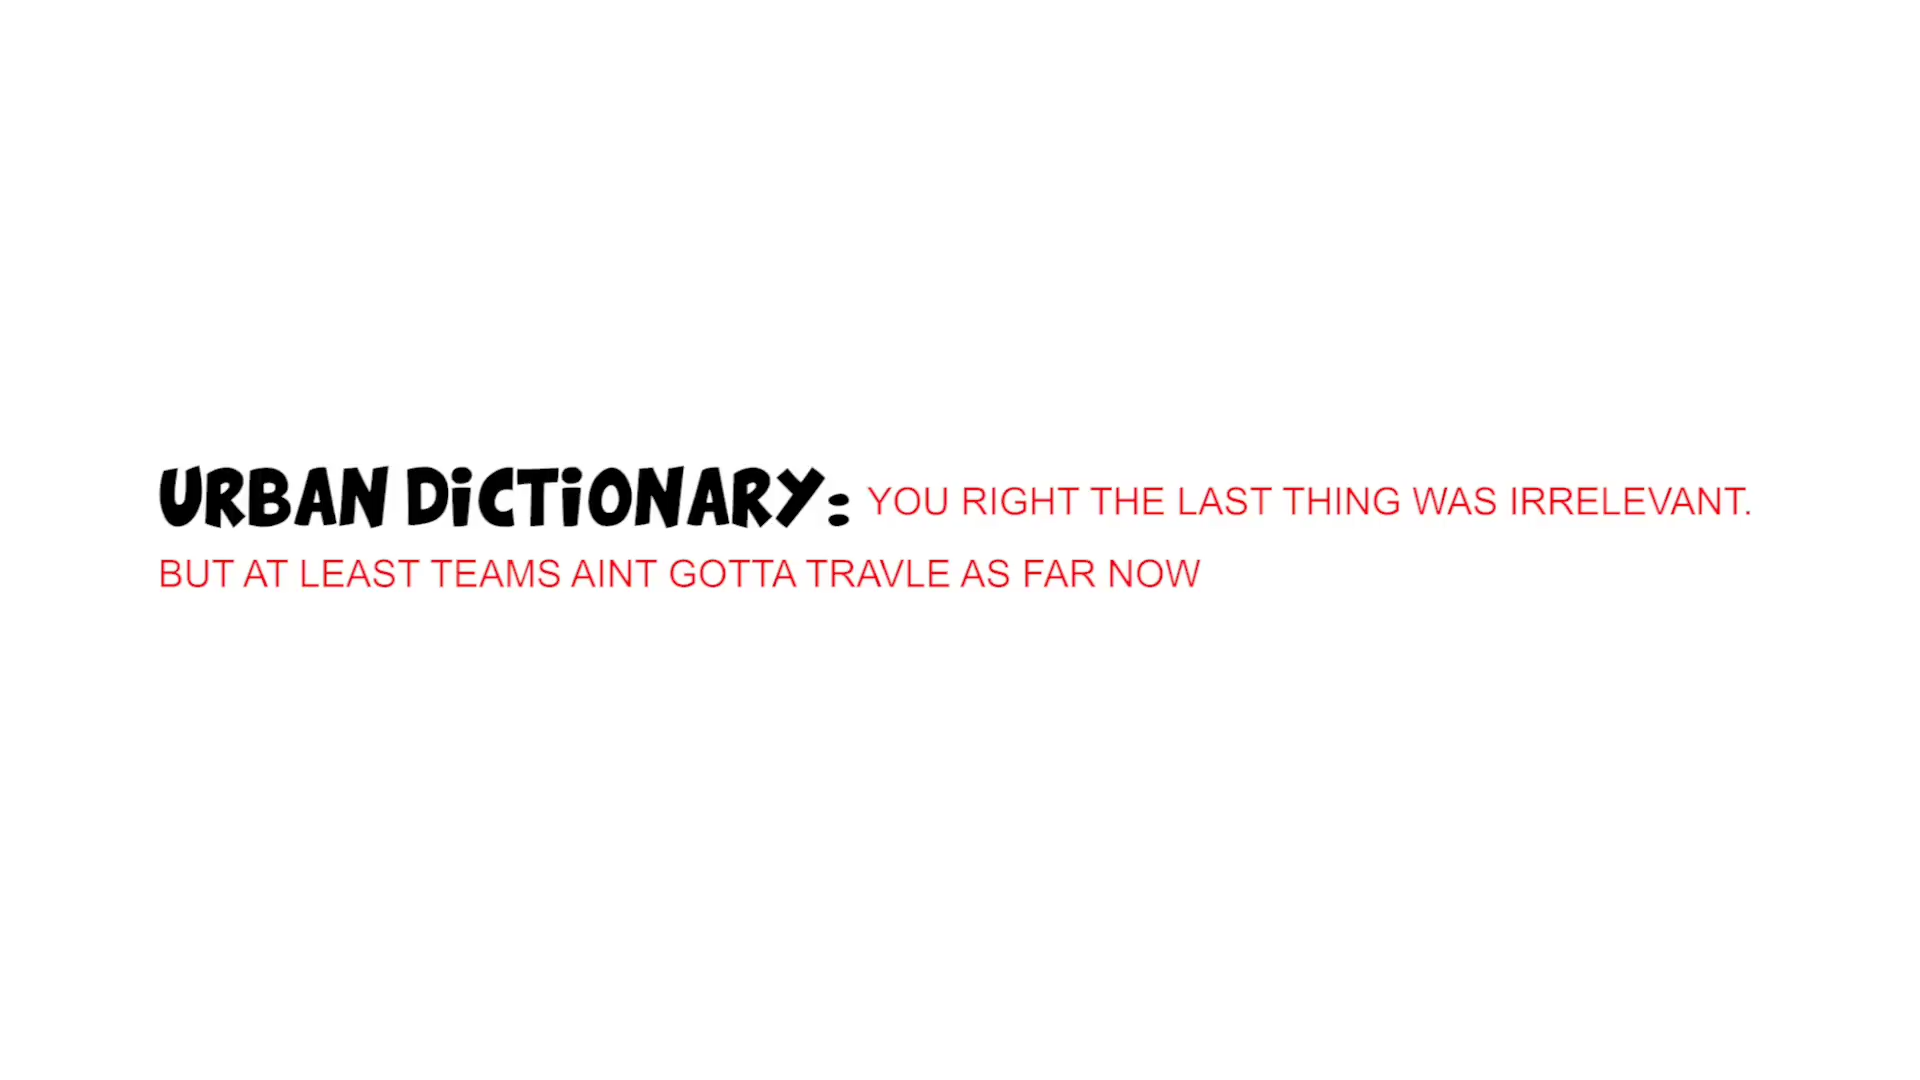 URBAN DiCTiONARY: YOU RIGHT THE LAST THING WAS IRRELEVANT.
BUT AT LEAST TEAMS AINT GOTTA TRAVLE AS FAR NOW